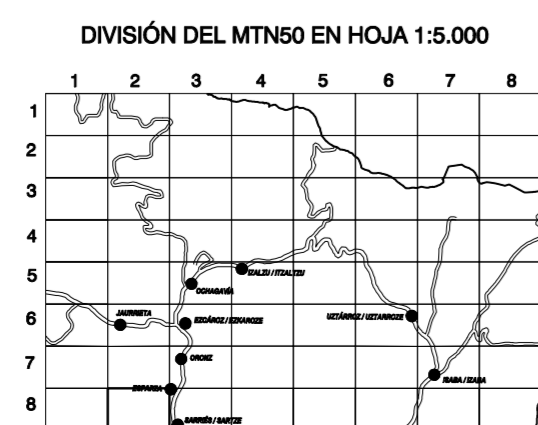 DIVISIÓN DEL MTN50 EN HOJA 1:5.000
1 2 3 4 5 6 7 8
1
2
3
4
5
IZALZU / ITZALTZU
OCHAGAVÍA
6
JAURRIETA
EZCÁROZ / EZKAROZE
UZTÁRROZ / UZTARROZE
7
ORONZ
ISABA / IZABA
ESPARZA
8
SARRIÉS / SARTZE